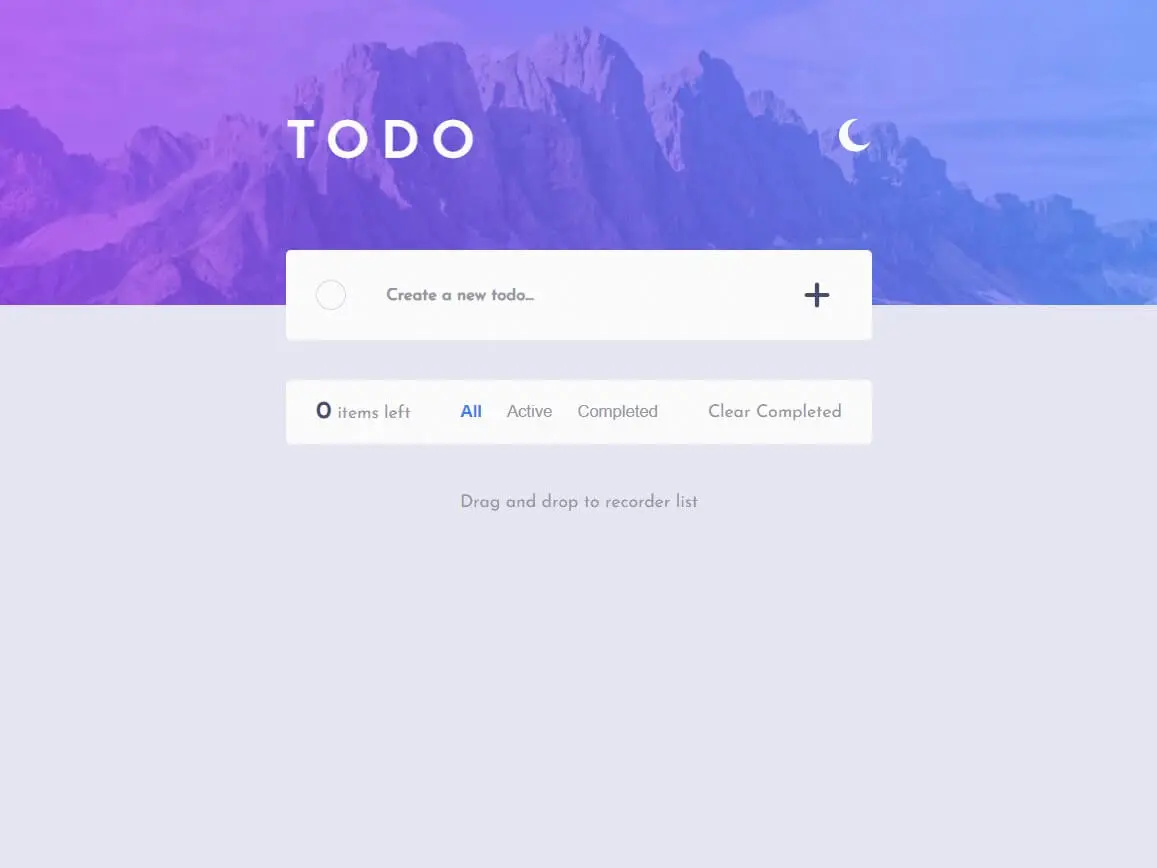 TODO
Create a new todo...
0 items left All Active Completed Clear Completed
Drag and drop to recorder list